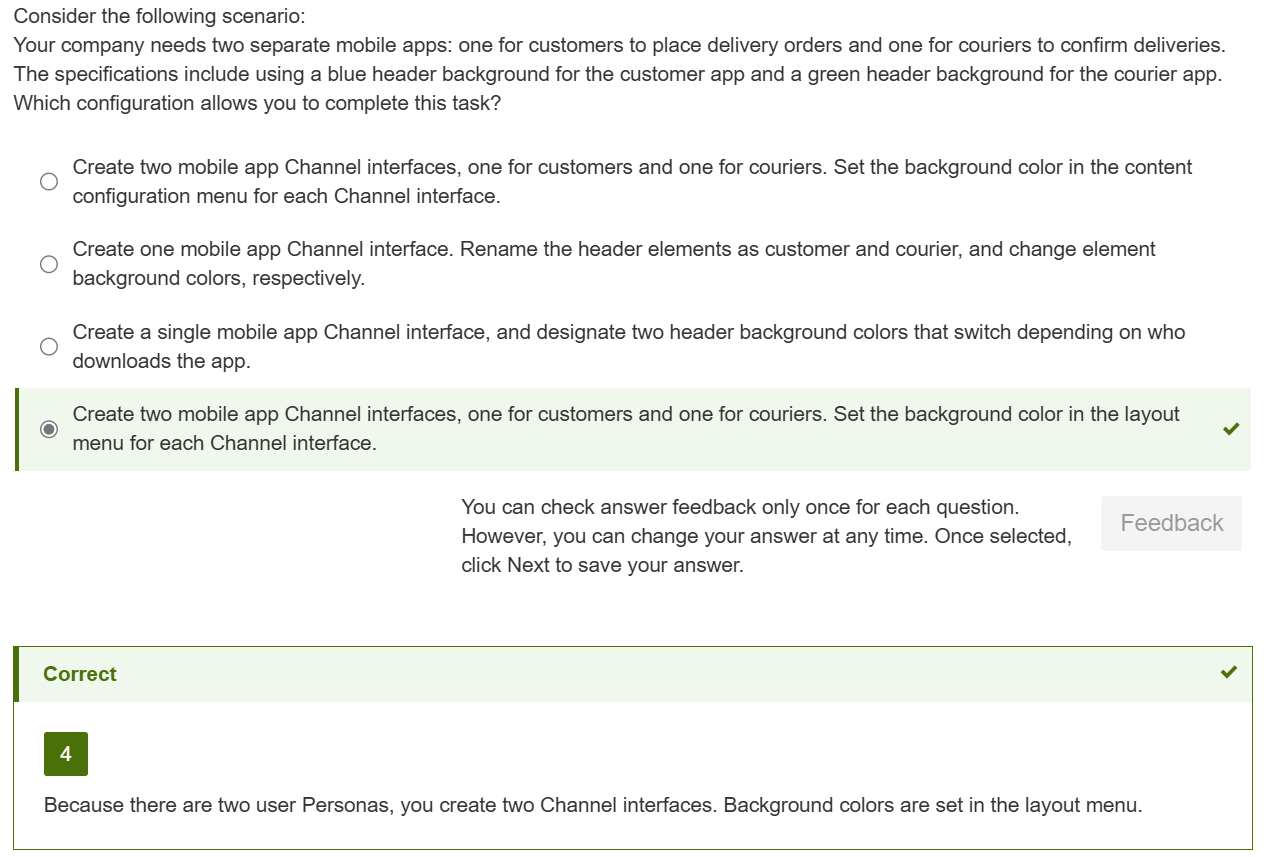 Consider the following scenario:
Your company needs two separate mobile apps: one for customers to place delivery orders and one for couriers to confirm deliveries.
The specifications include using a blue header background for the customer app and a green header background for the courier app.
Which configuration allows you to complete this task?
Create two mobile app Channel interfaces, one for customers and one for couriers. Set the background color in the content
configuration menu for each Channel interface.
Create one mobile app Channel interface. Rename the header elements as customer and courier, and change element
background colors, respectively.
Create a single mobile app Channel interface, and designate two header background colors that switch depending on who
downloads the app.
Create two mobile app Channel interfaces, one for customers and one for couriers. Set the background color in the layout
menu for each Channel interface.
You can check answer feedback only once for each question.
However, you can change your answer at any time. Once selected,
click Next to save your answer.
Feedback
Correct
4
Because there are two user Personas, you create two Channel interfaces. Background colors are set in the layout menu.